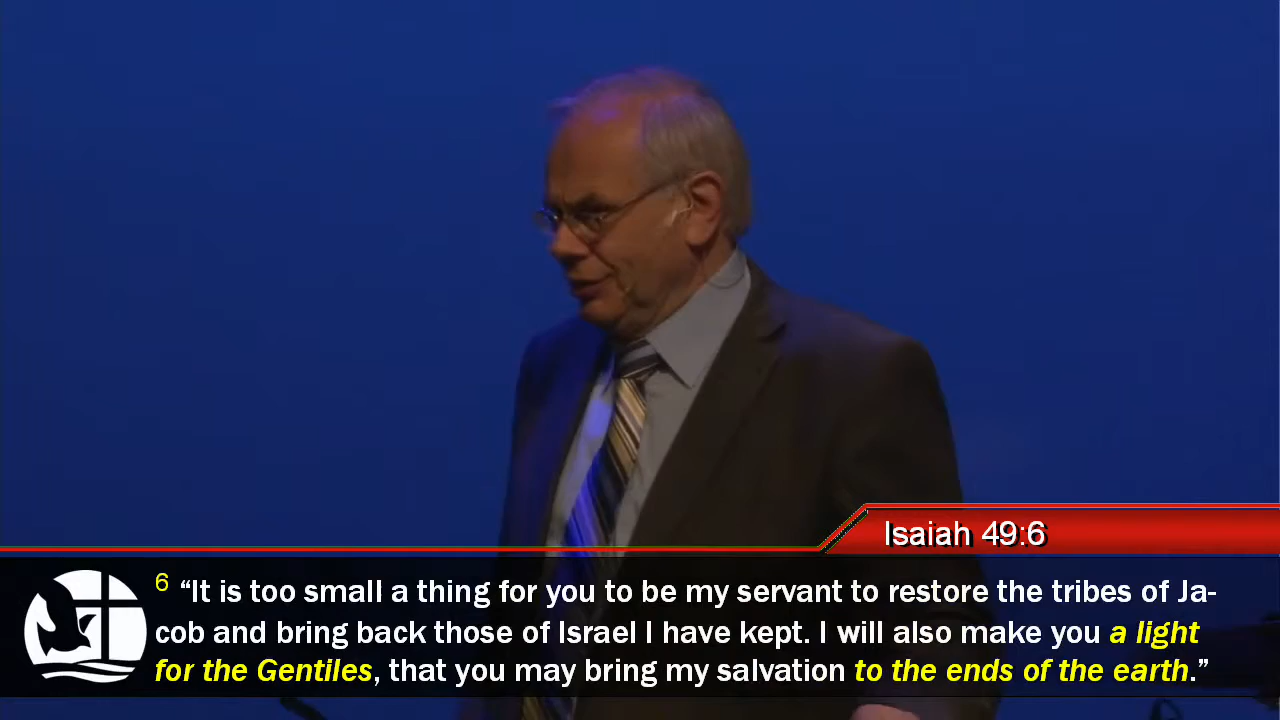 Isaiah 49:6
6 “It is too small a thing for you to be my servant to restore the tribes of Ja-
cob and bring back those of Israel I have kept. I will also make you a light
for the Gentiles, that you may bring my salvation to the ends of the earth.”